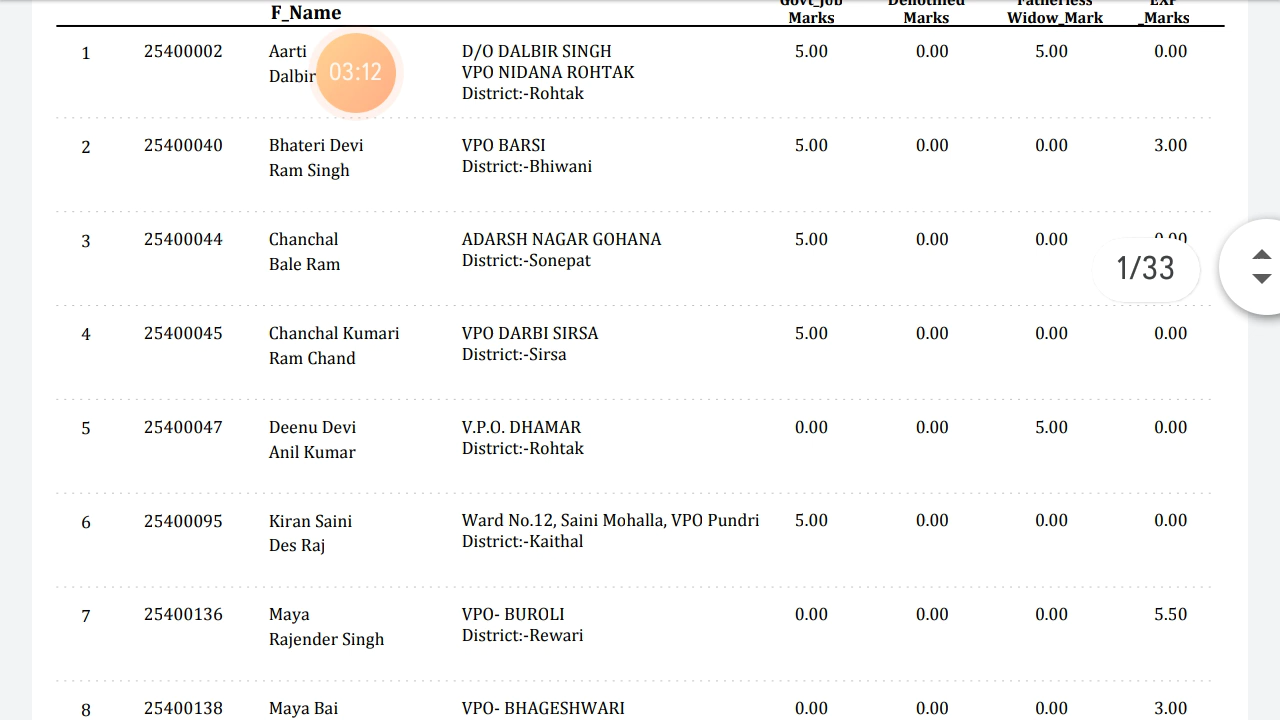 F_Name Govt_Job Denotified Fatherless EXP
Marks Marks Widow_Mark _Marks
1 25400002 Aarti D/O DALBIR SINGH 5.00 0.00 5.00 0.00
Dalbir VPO NIDANA ROHTAK
District:-Rohtak
03:12
2 25400040 Bhateri Devi VPO BARSI 5.00 0.00 0.00 3.00
Ram Singh District:-Bhiwani
3 25400044 Chanchal ADARSH NAGAR GOHANA 5.00 0.00 0.00 0.00
Bale Ram District:-Sonepat
1/33
4 25400045 Chanchal Kumari VPO DARBI SIRSA 5.00 0.00 0.00 0.00
Ram Chand District:-Sirsa
5 25400047 Deenu Devi V.P.O. DHAMAR 0.00 0.00 5.00 0.00
Anil Kumar District:-Rohtak
6 25400095 Kiran Saini Ward No.12, Saini Mohalla, VPO Pundri 5.00 0.00 0.00 0.00
Des Raj District:-Kaithal
7 25400136 Maya VPO- BUROLI 0.00 0.00 0.00 5.50
Rajender Singh District:-Rewari
8 25400138 Maya Bai VPO- BHAGESHWARI 0.00 0.00 0.00 3.00